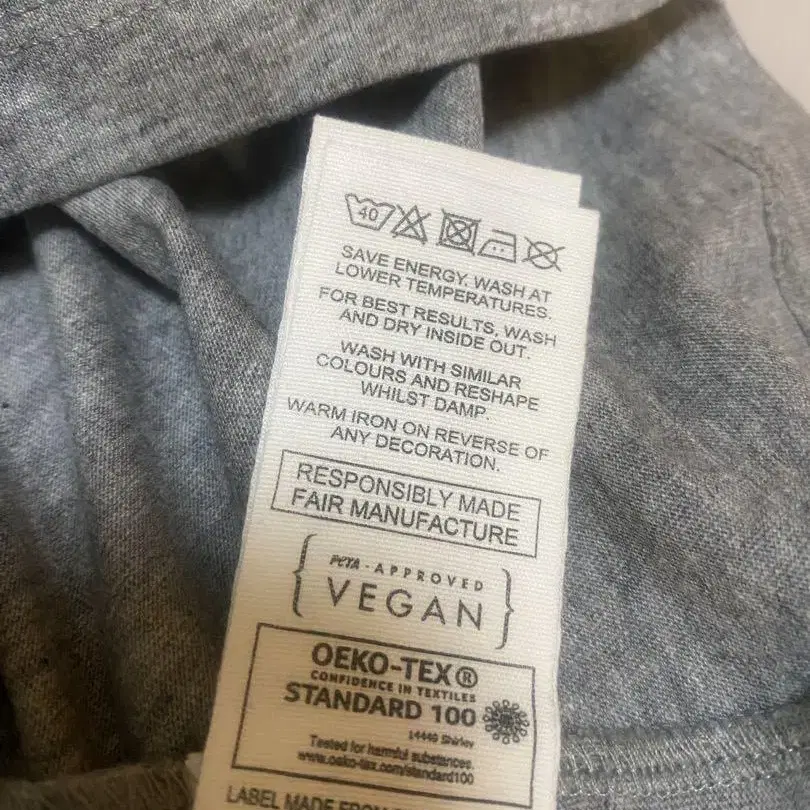 40
SAVE ENERGY. WASH AT
LOWER TEMPERATURES.
FOR BEST RESULTS, WASH
AND DRY INSIDE OUT.
WASH WITH SIMILAR
COLOURS AND RESHAPE
WHILST DAMP.
WARM IRON ON REVERSE OF
ANY DECORATION.
RESPONSIBLY MADE
FAIR MANUFACTURE
PETA - APPROVED
VEGAN
OEKO-TEX®
CONFIDENCE IN TEXTILES
STANDARD 100
14449 Shirley
Tested for harmful substances.
www.oeko-tex.com/standard100
LABEL MADE FROM